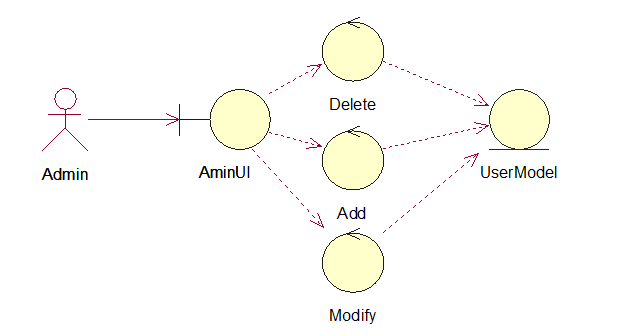 Delete
Admin
AminUI
UserModel
Add
Modify